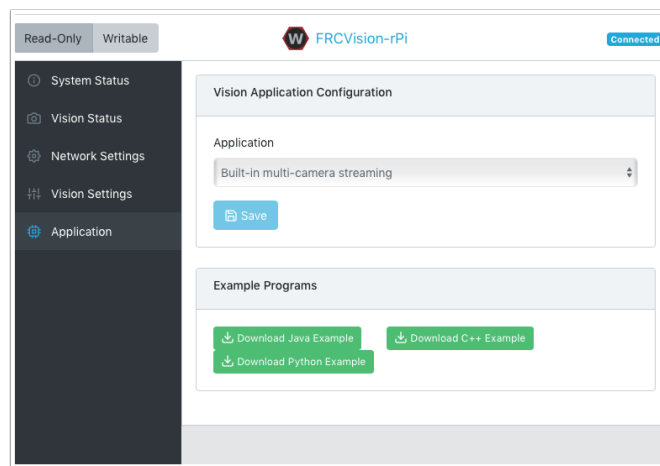 Read-Only Writable
W FRCVision-rPi
Connected
System Status
Vision Status
Network Settings
Vision Settings
Application
Vision Application Configuration
Application
Built-in multi-camera streaming
Save
Example Programs
Download Java Example Download C++ Example
Download Python Example